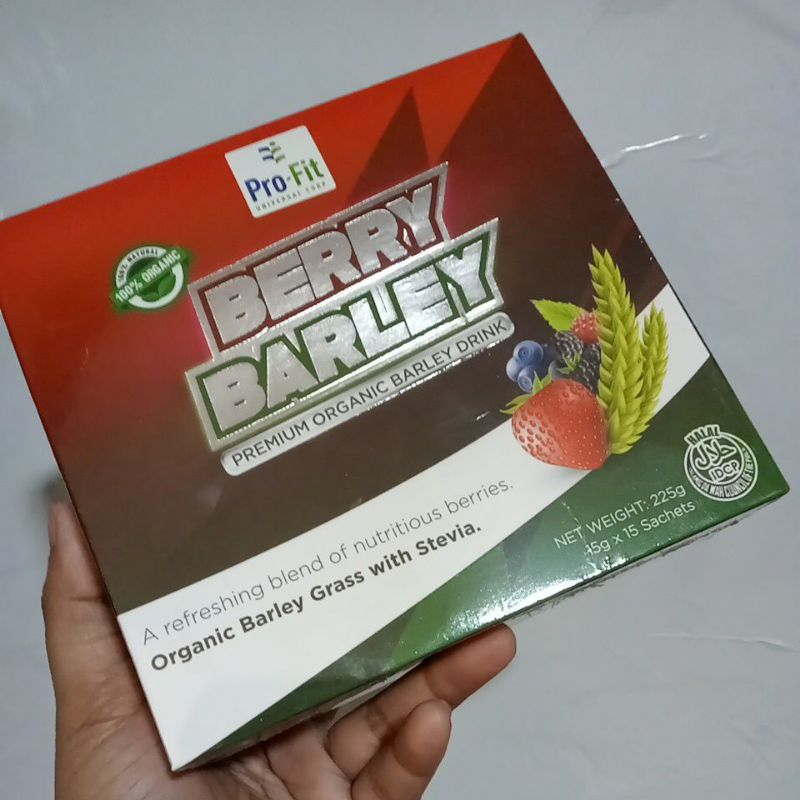 Pro-Fit
UNIVERSAL CORP
100% NATURAL
100% ORGANIC
BERRY
BARLEY
PREMIUM ORGANIC BARLEY DRINK
A refreshing blend of nutritious berries.
Organic Barley Grass with Stevia.
HALAL
حلال
IDCP
NET WEIGHT: 225g
15g x 15 Sachets